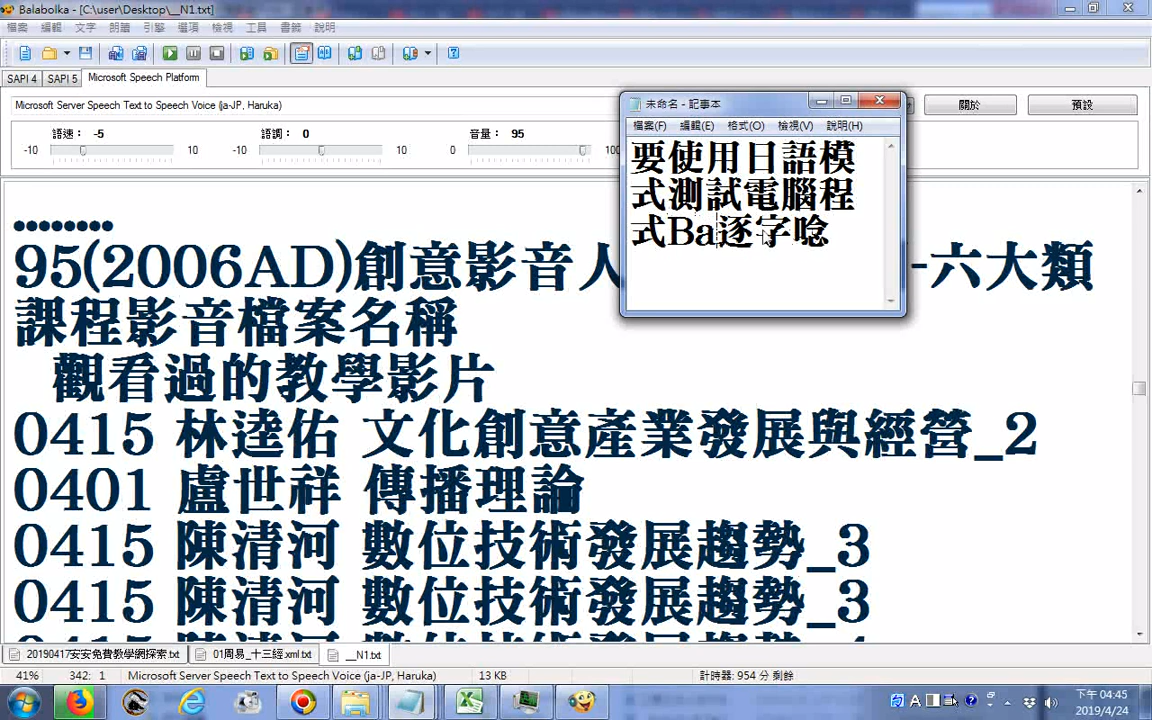 Balabolka - [C:\user\Desktop\__N1.txt]
檔案 編輯 文字 朗讀 引擎 選項 檢視 工具 書籤 說明
SAPI 4 SAPI 5 Microsoft Speech Platform
Microsoft Server Speech Text to Speech Voice (ja-JP, Haruka)
關於 預設
語速： -5 語調： 0 音量： 95
-10 10 -10 10 0 100
未命名 - 記事本
檔案(F) 編輯(E) 格式(O) 檢視(V) 說明(H)
要使用日語模
式測試電腦程
式Ba逐字唸
••••••••
95(2006AD)創意影音人 -六大類
課程影音檔案名稱
觀看過的教學影片
0415 林逵佑 文化創意產業發展與經營_2
0401 盧世祥 傳播理論
0415 陳清河 數位技術發展趨勢_3
0415 陳清河 數位技術發展趨勢_3
20190417安安免費教學網探索.txt 01周易_十三經.xml.txt __N1.txt
41% 342: 1 Microsoft Server Speech Text to Speech Voice (ja-JP, Haruka) 13 KB 計時器: 954 分 剩餘
下午 04:45
2019/4/24